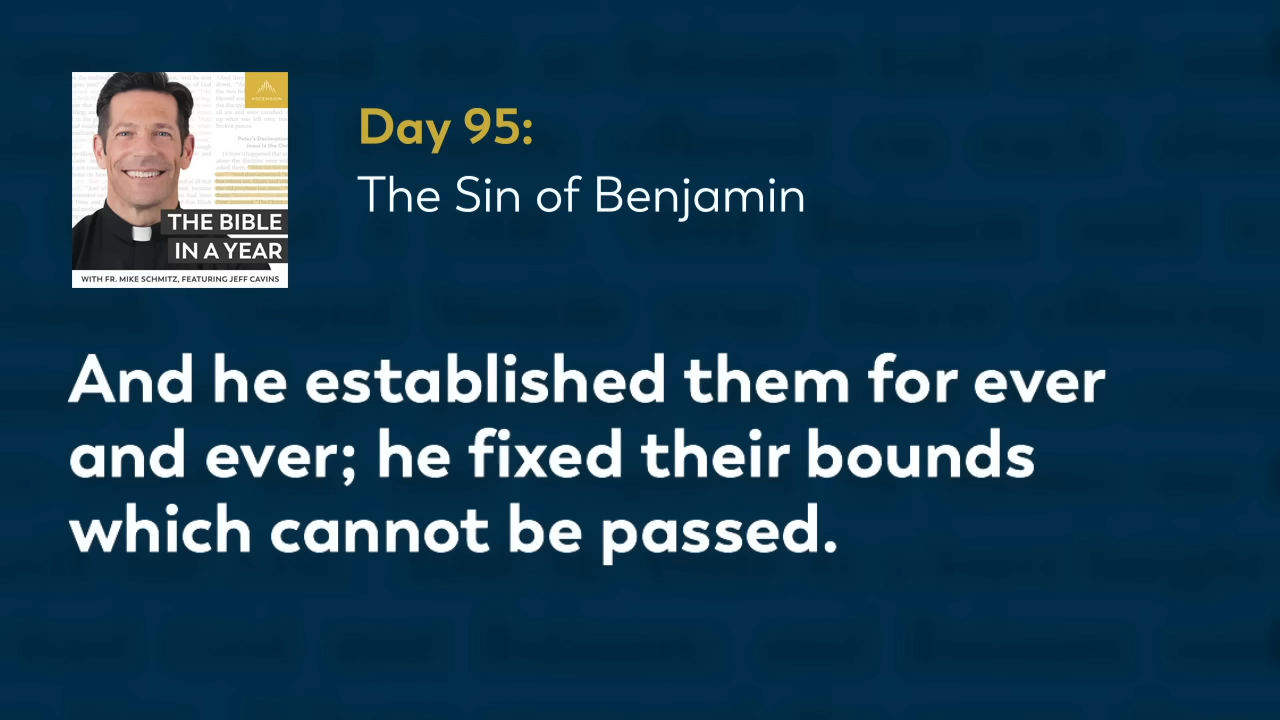 ASCENSION
THE BIBLE
IN A YEAR
WITH FR. MIKE SCHMITZ, FEATURING JEFF CAVINS
Day 95:
The Sin of Benjamin
And he established them for ever
and ever; he fixed their bounds
which cannot be passed.